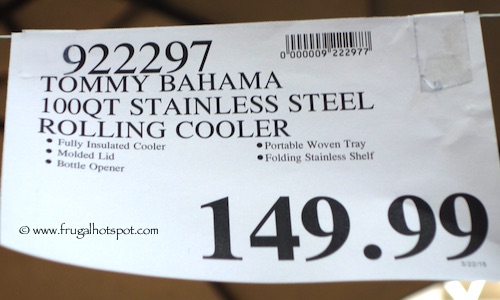 922297
0 000009 222977
TOMMY BAHAMA
100QT STAINLESS STEEL
ROLLING COOLER
• Fully Insulated Cooler
• Molded Lid
• Bottle Opener
• Portable Woven Tray
• Folding Stainless Shelf
149.99
© www.frugalhotspot.com